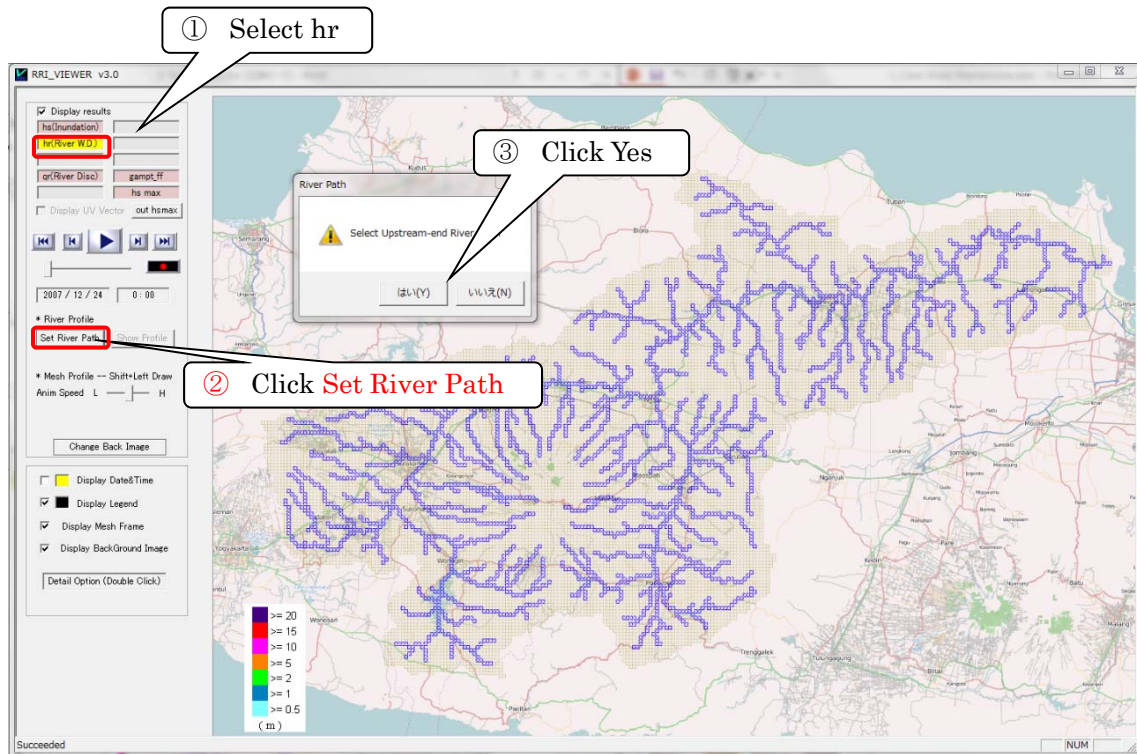 ① Select hr
RRI_VIEWER v3.0
Display results
hs(Inundation)
hr(River W.D.)
qr(River Disc)
gampt_ff
hs max
Display UV Vector
out hsmax
2007 / 12 / 24
0 : 00
* River Profile
Set River Path
Show Profile
* Mesh Profile -- Shift+Left Draw
Anim Speed L
H
Change Back Image
Display Date&Time
Display Legend
Display Mesh Frame
Display BackGround Image
Detail Option (Double Click)
Succeeded
③ Click Yes
River Path
Select Upstream-end River
はい(Y)
いいえ(N)
② Click Set River Path
Kudus
Semarang
Blora
Tuban
Yogyakarta
Wonosari
Pacitan
Trenggalek
Tulungagung
Blitar
Kediri
Nganjuk
Jombang
Mojokerto
Pare
Batu
Malang
>= 20
>= 15
>= 10
>= 5
>= 2
>= 1
>= 0.5
( m )
NUM